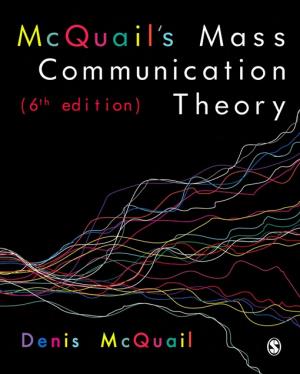 McQuail's Mass
Communication
(6th edition) Theory
Denis McQuail
S